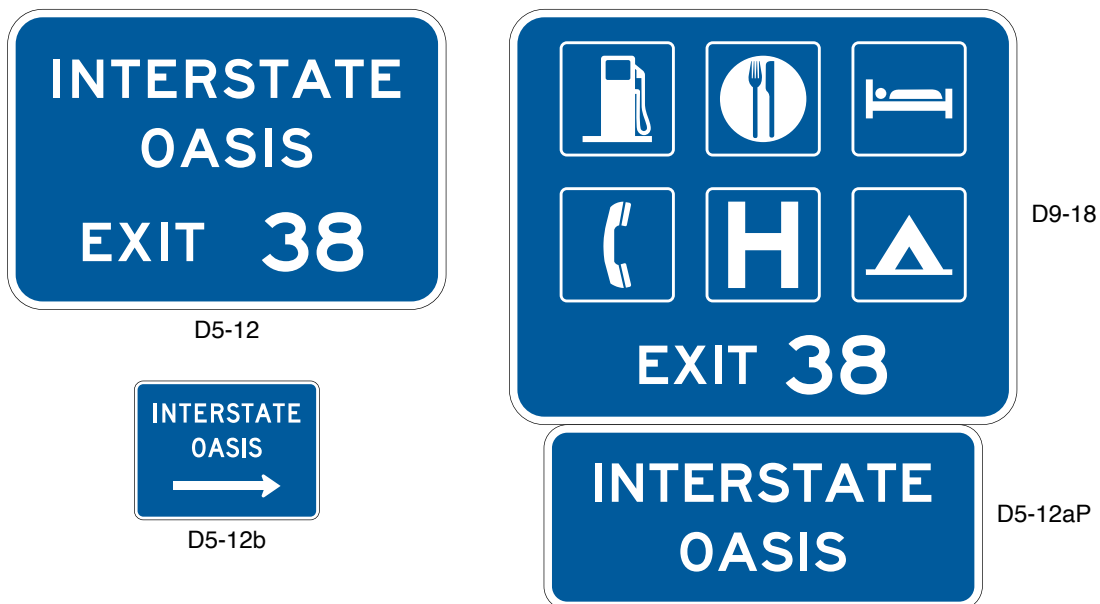 INTERSTATE
OASIS
EXIT 38
D5-12
INTERSTATE
OASIS
D5-12b
H
EXIT 38
D9-18
INTERSTATE
OASIS
D5-12aP